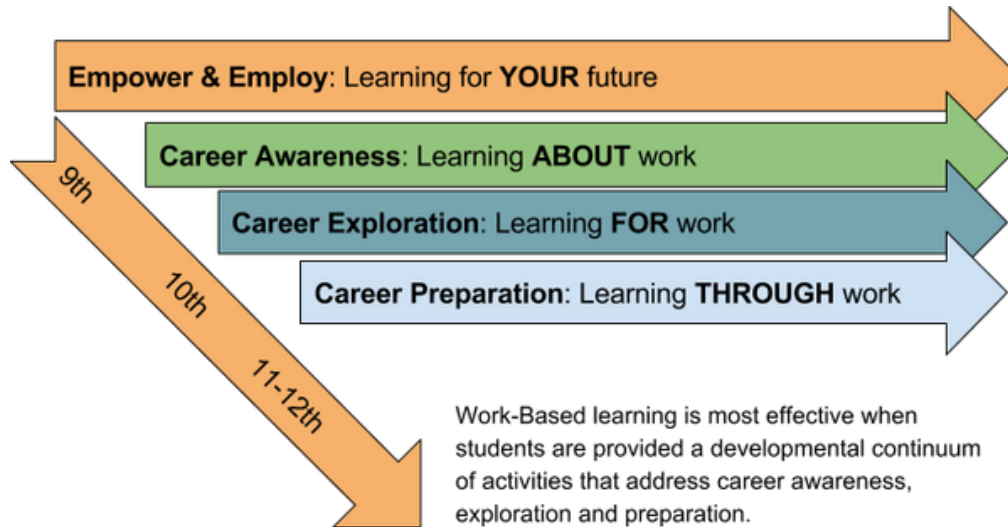 Empower & Employ: Learning for YOUR future
Career Awareness: Learning ABOUT work
Career Exploration: Learning FOR work
Career Preparation: Learning THROUGH work
9th
10th
11-12th
Work-Based learning is most effective when
students are provided a developmental continuum
of activities that address career awareness,
exploration and preparation.